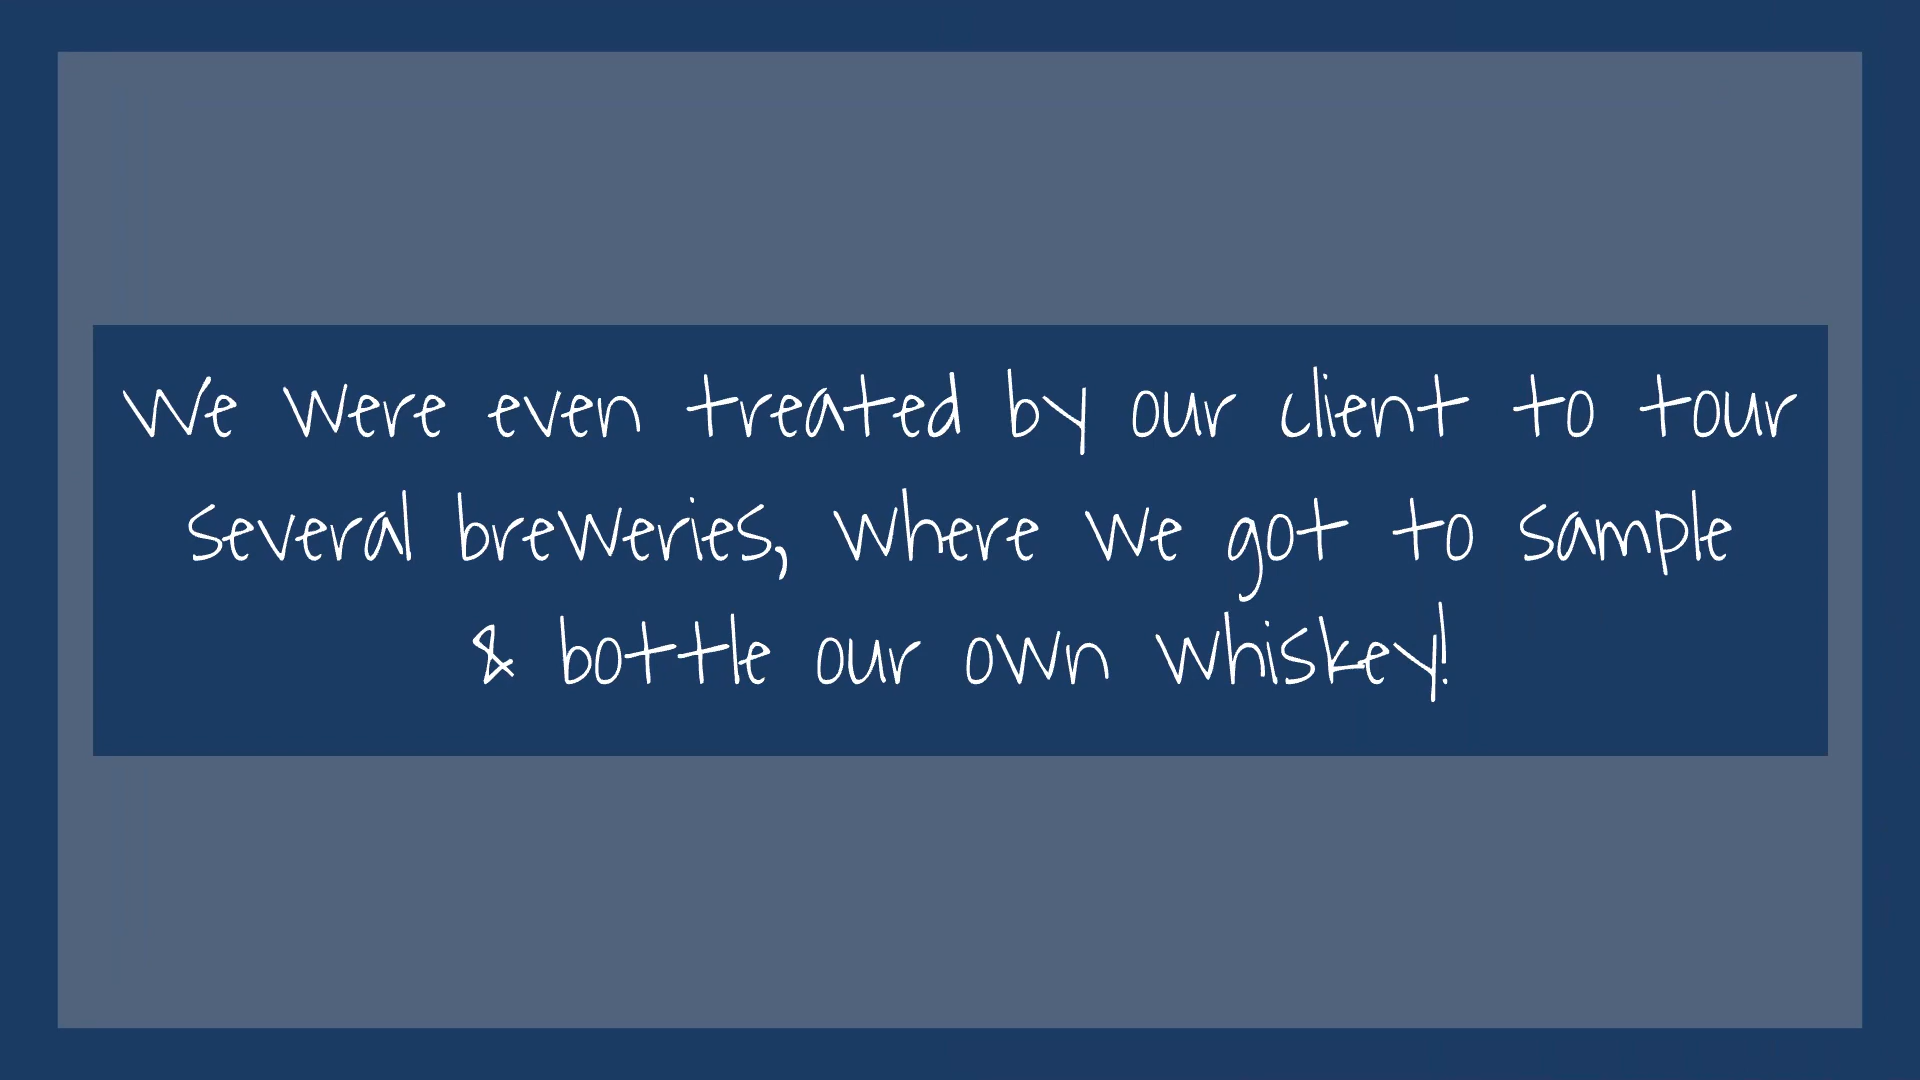 We were even treated by our client to tour
several breweries, where we got to sample
& bottle our own whiskey!